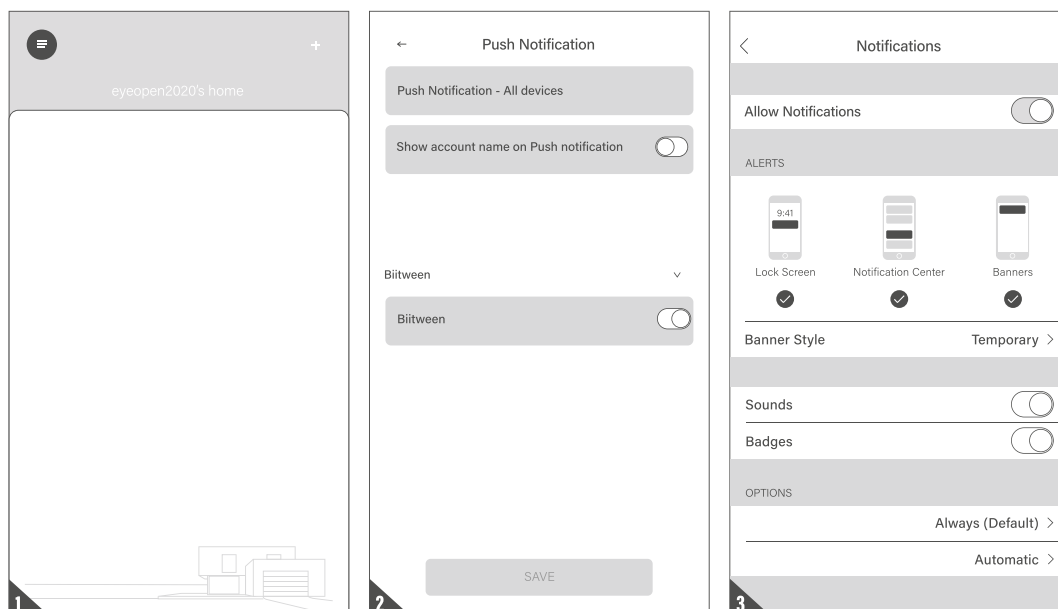 eyeopen2020's home
1
Push Notification
Push Notification - All devices
Show account name on Push notification
Biitween
Biitween
SAVE
2
Notifications
Allow Notifications
ALERTS
9:41
Lock Screen Notification Center Banners
Banner Style Temporary
Sounds
Badges
OPTIONS
Always (Default)
Automatic
3